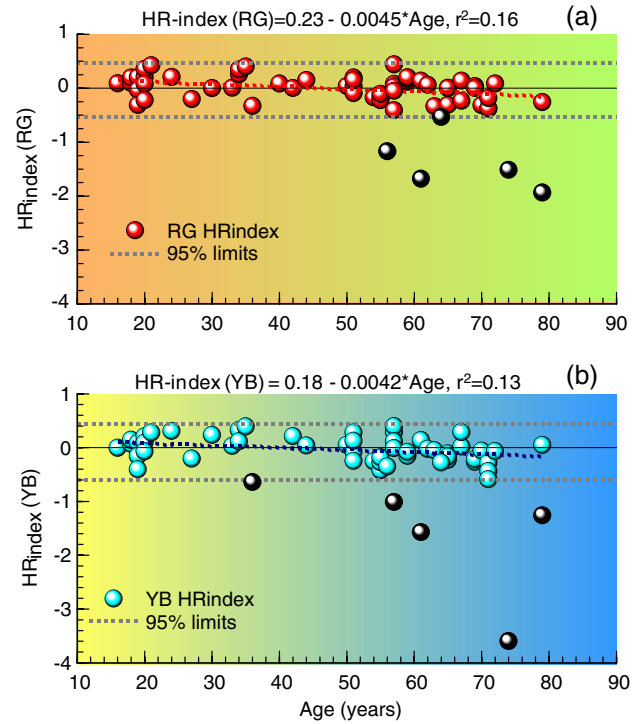 HR-index (RG)=0.23 - 0.0045*Age, r²=0.16 (a)
1
0
-1
-2
-3
-4
HRindex (RG)
RG HRindex
95% limits
10 20 30 40 50 60 70 80 90
HR-index (YB) = 0.18 - 0.0042*Age, r²=0.13 (b)
1
0
-1
-2
-3
-4
HRindex (YB)
YB HRindex
95% limits
10 20 30 40 50 60 70 80 90
Age (years)